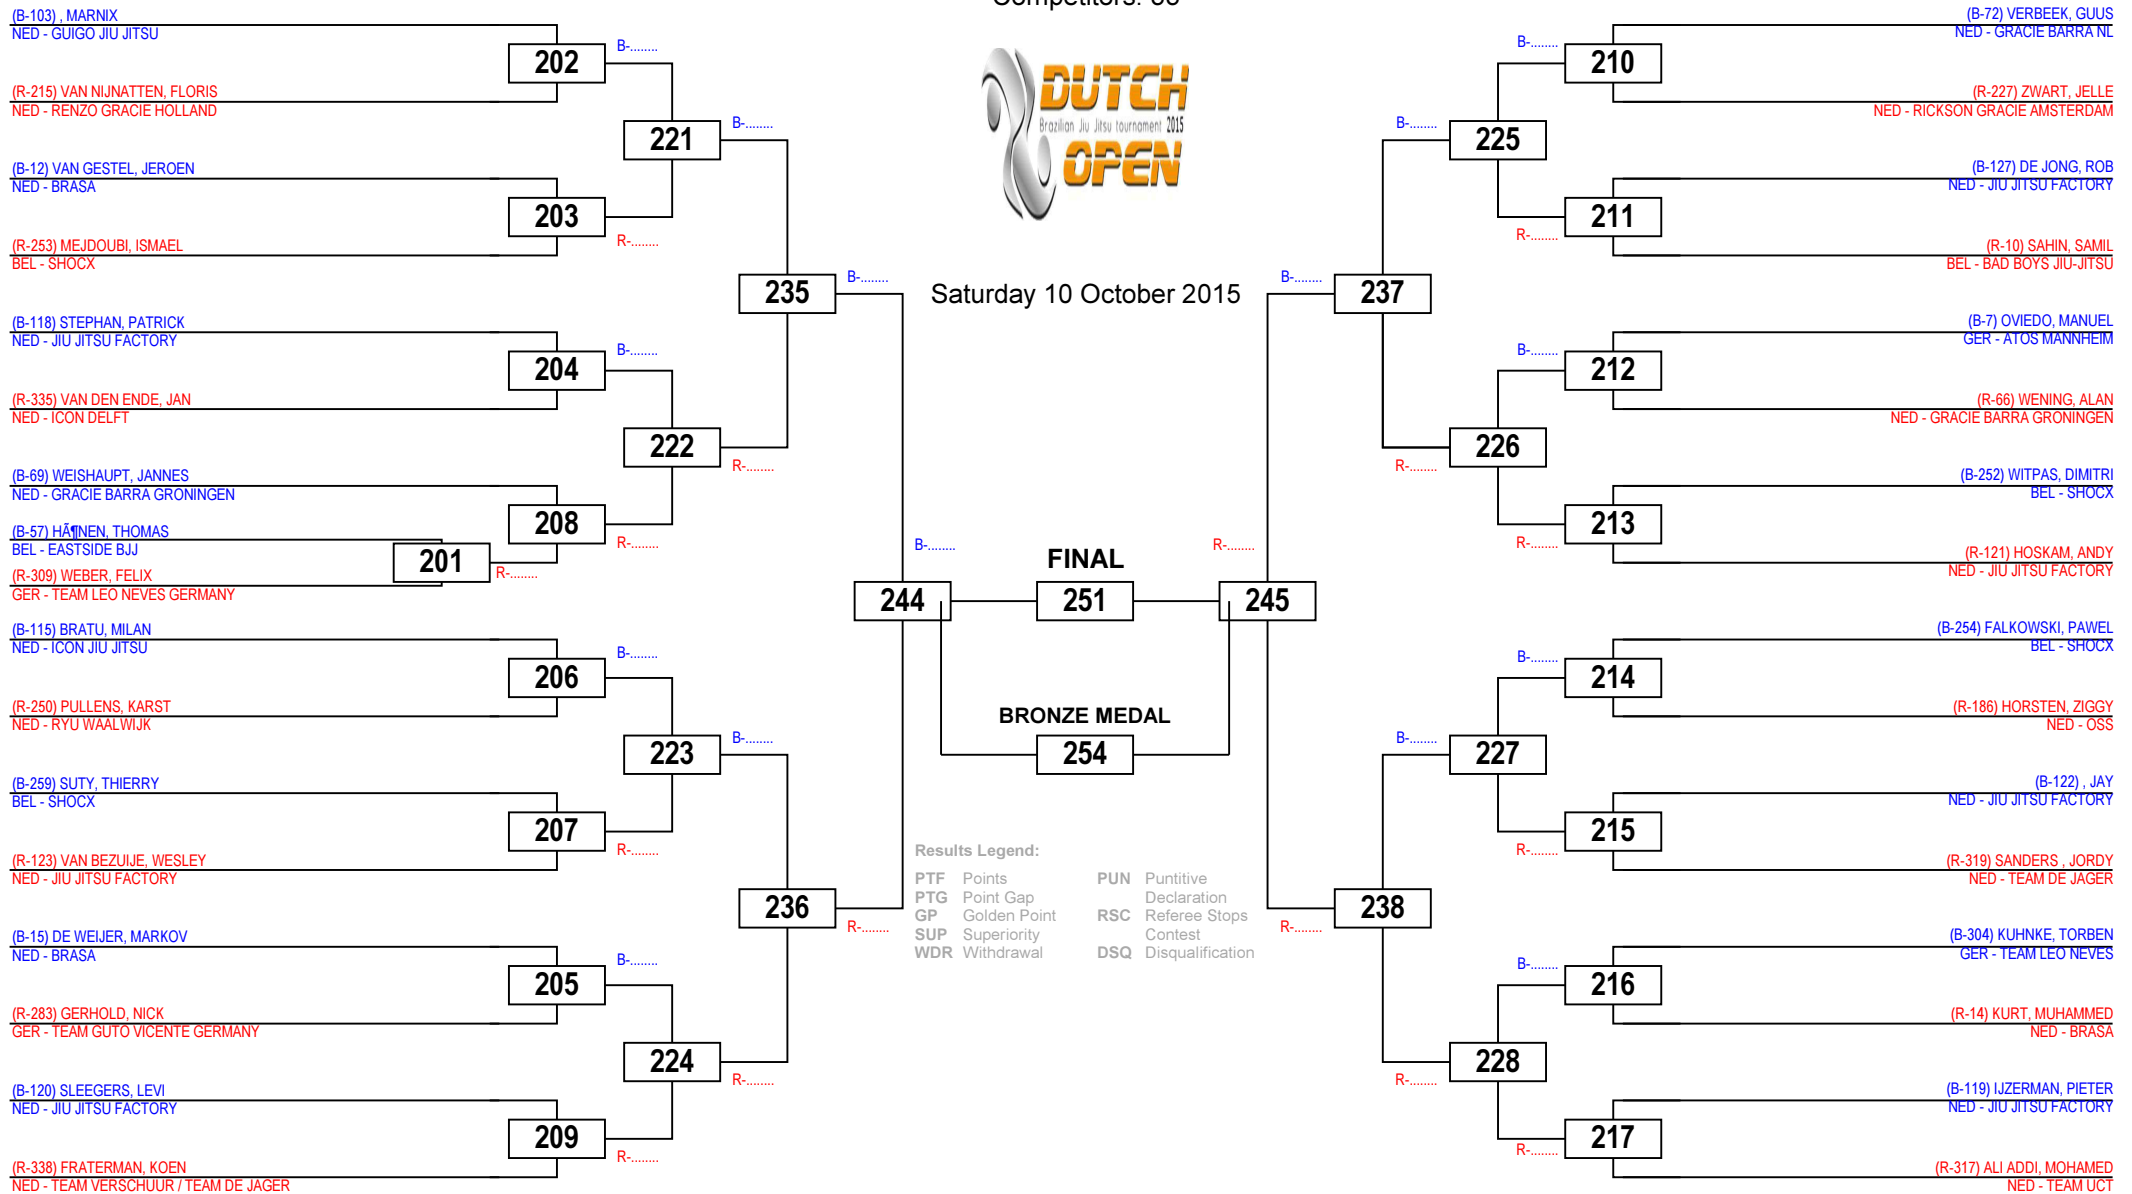 (B-103) , MARNIX
NED - GUIGO JIU JITSU
(R-215) VAN NIJNATTEN, FLORIS
NED - RENZO GRACIE HOLLAND
(B-12) VAN GESTEL, JEROEN
NED - BRASA
(R-253) MEJDOUBI, ISMAEL
BEL - SHOCX
(B-118) STEPHAN, PATRICK
NED - JIU JITSU FACTORY
(R-335) VAN DEN ENDE, JAN
NED - ICON DELFT
(B-69) WEISHAUPT, JANNES
NED - GRACIE BARRA GRONINGEN
(B-57) HÃ¶NEN, THOMAS
BEL - EASTSIDE BJJ
(R-309) WEBER, FELIX
GER - TEAM LEO NEVES GERMANY
(B-115) BRATU, MILAN
NED - ICON JIU JITSU
(R-250) PULLENS, KARST
NED - RYU WAALWIJK
(B-259) SUTY, THIERRY
BEL - SHOCX
(R-123) VAN BEZUIJE, WESLEY
NED - JIU JITSU FACTORY
(B-15) DE WEIJER, MARKOV
NED - BRASA
(R-283) GERHOLD, NICK
GER - TEAM GUTO VICENTE GERMANY
(B-120) SLEEGERS, LEVI
NED - JIU JITSU FACTORY
(R-338) FRATERMAN, KOEN
NED - TEAM VERSCHUUR / TEAM DE JAGER
201
R-........
202
203
204
208
206
207
205
209
B-........
R-........
B-........
R-........
B-........
R-........
B-........
R-........
221
222
223
224
B-........
R-........
B-........
R-........
235
236
B-........
R-........
244
B-........
DUTCH
Brazilian Jiu Jitsu tournament 2015
OPEN
Saturday 10 October 2015
FINAL
251
BRONZE MEDAL
254
Results Legend:
PTF Points
PTG Point Gap
GP Golden Point
SUP Superiority
WDR Withdrawal
PUN Puntitive
Declaration
RSC Referee Stops
Contest
DSQ Disqualification
R-........
245
B-........
R-........
237
238
B-........
R-........
B-........
R-........
225
226
227
228
B-........
R-........
B-........
R-........
B-........
R-........
B-........
R-........
210
211
212
213
214
215
216
217
(B-72) VERBEEK, GUUS
NED - GRACIE BARRA NL
(R-227) ZWART, JELLE
NED - RICKSON GRACIE AMSTERDAM
(B-127) DE JONG, ROB
NED - JIU JITSU FACTORY
(R-10) SAHIN, SAMIL
BEL - BAD BOYS JIU-JITSU
(B-7) OVIEDO, MANUEL
GER - ATOS MANNHEIM
(R-66) WENING, ALAN
NED - GRACIE BARRA GRONINGEN
(B-252) WITPAS, DIMITRI
BEL - SHOCX
(R-121) HOSKAM, ANDY
NED - JIU JITSU FACTORY
(B-254) FALKOWSKI, PAWEL
BEL - SHOCX
(R-186) HORSTEN, ZIGGY
NED - OSS
(B-122) , JAY
NED - JIU JITSU FACTORY
(R-319) SANDERS , JORDY
NED - TEAM DE JAGER
(B-304) KUHNKE, TORBEN
GER - TEAM LEO NEVES
(R-14) KURT, MUHAMMED
NED - BRASA
(B-119) IJZERMAN, PIETER
NED - JIU JITSU FACTORY
(R-317) ALI ADDI, MOHAMED
NED - TEAM UCT